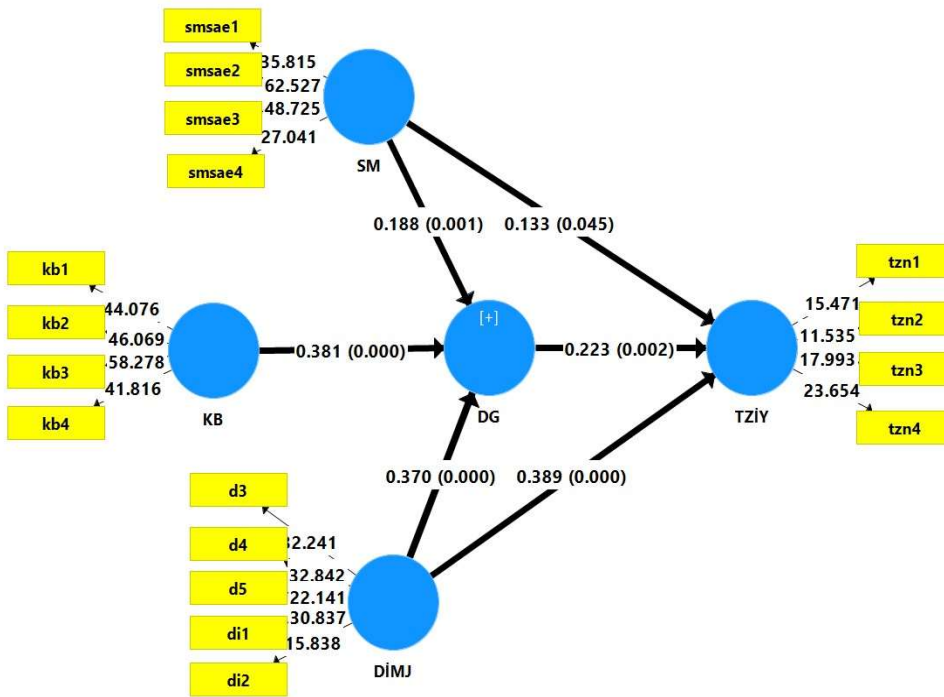 smsae1
smsae2
smsae3
smsae4
35.815
62.527
48.725
27.041
SM
0.188 (0.001)
0.133 (0.045)
kb1
kb2
kb3
kb4
44.076
46.069
58.278
41.816
KB
0.381 (0.000)
[+]
DG
0.223 (0.002)
TZİY
tzn1
tzn2
tzn3
tzn4
15.471
11.535
17.993
23.654
0.370 (0.000)
0.389 (0.000)
d3
d4
d5
di1
di2
32.241
32.842
22.141
30.837
15.838
DİMJ